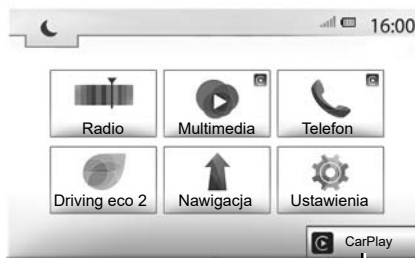 16:00
Radio
Multimedia
Telefon
Driving eco 2
Nawigacja
Ustawienia
CarPlay